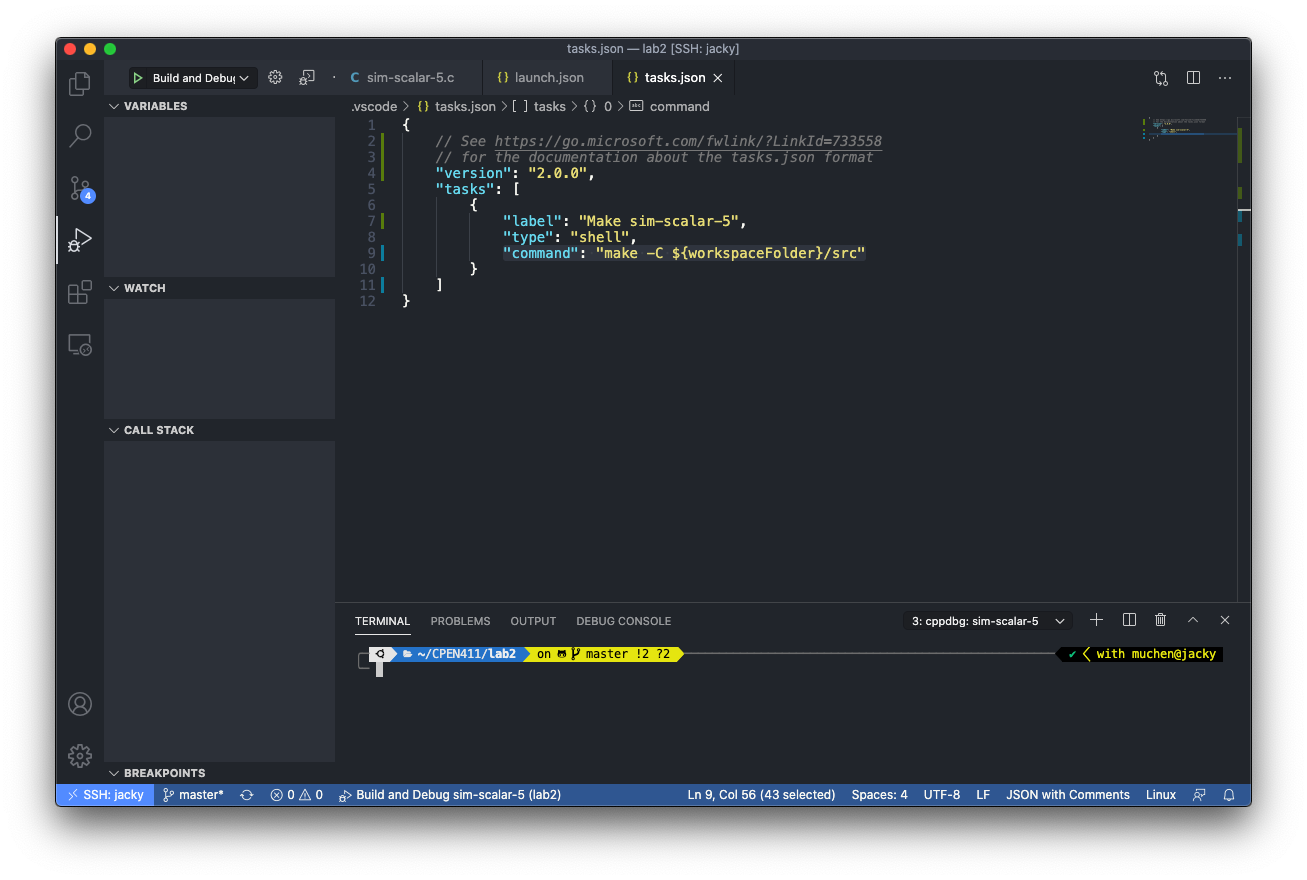 tasks.json — lab2 [SSH: jacky]
Build and Debug
C sim-scalar-5.c
{} launch.json
{} tasks.json
VARIABLES
.vscode > {} tasks.json > [ ] tasks > {} 0 > abc command
1 {
2 // See https://go.microsoft.com/fwlink/?LinkId=733558
3 // for the documentation about the tasks.json format
4 "version": "2.0.0",
5 "tasks": [
6 {
7 "label": "Make sim-scalar-5",
8 "type": "shell",
9 "command": "make -C ${workspaceFolder}/src"
10 }
11 ]
12 }
4
WATCH
CALL STACK
BREAKPOINTS
TERMINAL PROBLEMS OUTPUT DEBUG CONSOLE
3: cppdbg: sim-scalar-5
~/CPEN411/lab2 on master !2 ?2
with muchen@jacky
SSH: jacky master* 0 0 Build and Debug sim-scalar-5 (lab2)
Ln 9, Col 56 (43 selected) Spaces: 4 UTF-8 LF JSON with Comments Linux